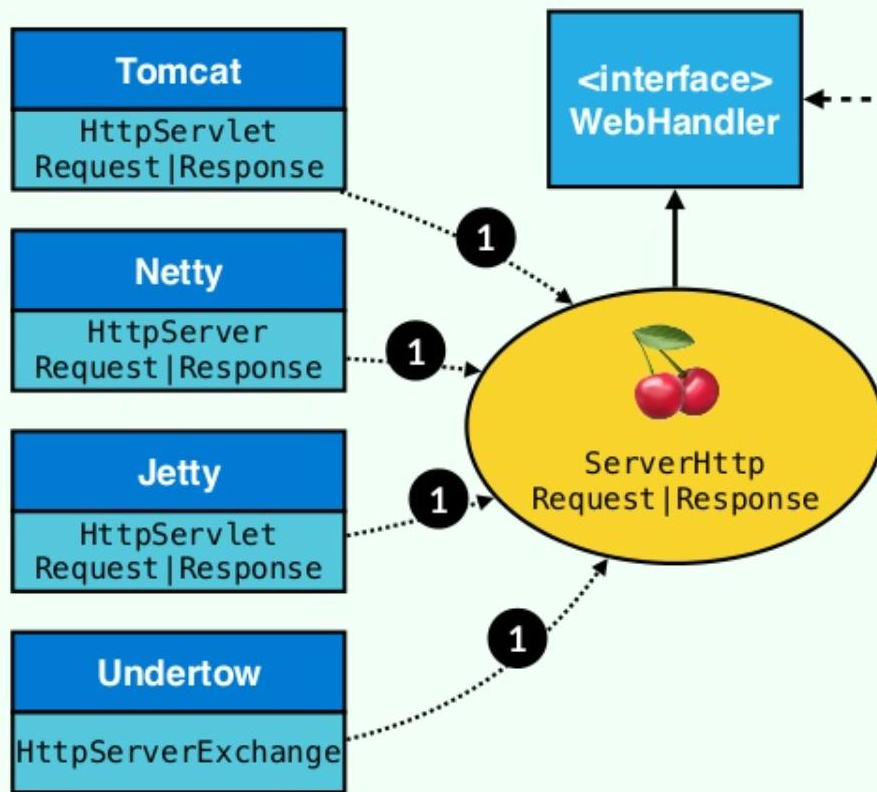 Tomcat
HttpServlet
Request|Response
Netty
HttpServer
Request|Response
Jetty
HttpServlet
Request|Response
Undertow
HttpServerExchange
1
1
1
1
<interface>
WebHandler
ServerHttp
Request|Response